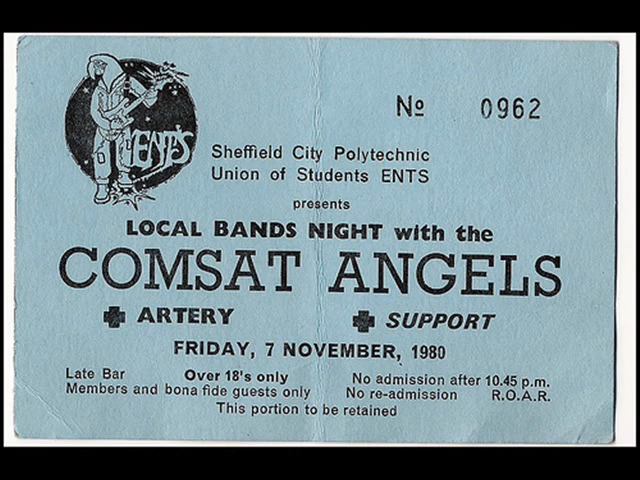 Nº 0962
ENT'S
Sheffield City Polytechnic
Union of Students ENTS
presents
LOCAL BANDS NIGHT with the
COMSAT ANGELS
✚ ARTERY ✚ SUPPORT
FRIDAY, 7 NOVEMBER, 1980
Late Bar Over 18's only No admission after 10.45 p.m.
Members and bona fide guests only No re-admission R.O.A.R.
This portion to be retained